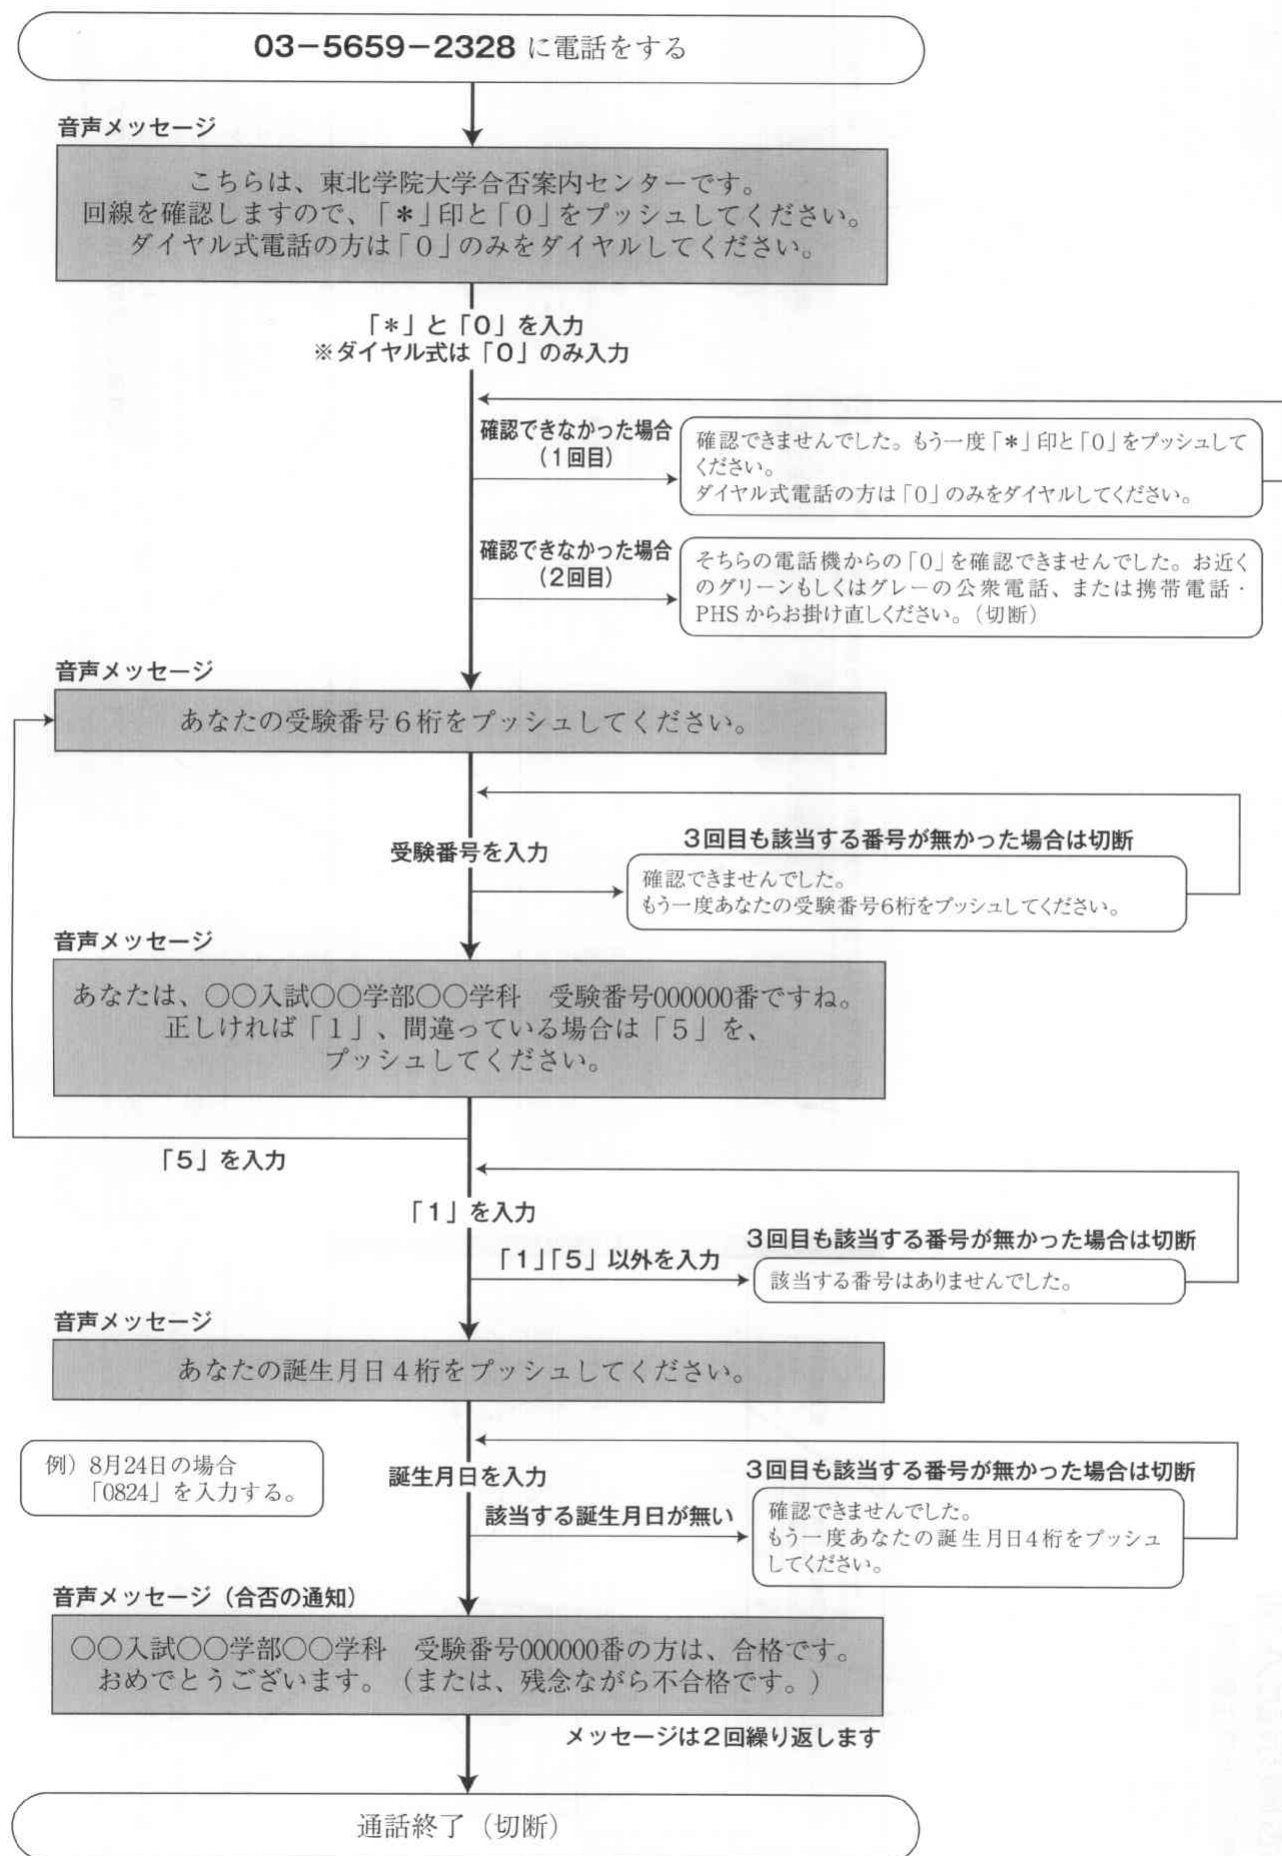 03-5659-2328 に電話をする
音声メッセージ
こちらは、東北学院大学合否案内センターです。
回線を確認しますので、「*」印と「0」をプッシュしてください。
ダイヤル式電話の方は「0」のみをダイヤルしてください。
「*」と「0」を入力
※ダイヤル式は「0」のみ入力
確認できなかった場合
(1回目)
確認できませんでした。もう一度「*」印と「0」をプッシュして
ください。
ダイヤル式電話の方は「0」のみをダイヤルしてください。
確認できなかった場合
(2回目)
そちらの電話機からの「0」を確認できませんでした。お近く
のグリーンもしくはグレーの公衆電話、または携帯電話・
PHS からお掛け直しください。(切断)
音声メッセージ
あなたの受験番号6桁をプッシュしてください。
受験番号を入力
3回目も該当する番号が無かった場合は切断
確認できませんでした。
もう一度あなたの受験番号6桁をプッシュしてください。
音声メッセージ
あなたは、○○入試○○学部○○学科 受験番号000000番ですね。
正しければ「1」、間違っている場合は「5」を、
プッシュしてください。
「5」を入力
「1」を入力
「1」「5」以外を入力
3回目も該当する番号が無かった場合は切断
該当する番号はありませんでした。
音声メッセージ
あなたの誕生月日4桁をプッシュしてください。
例)8月24日の場合
「0824」を入力する。
誕生月日を入力
3回目も該当する番号が無かった場合は切断
該当する誕生月日が無い
確認できませんでした。
もう一度あなたの誕生月日4桁をプッシュ
してください。
音声メッセージ(合否の通知)
○○入試○○学部○○学科 受験番号000000番の方は、合格です。
おめでとうございます。(または、残念ながら不合格です。)
メッセージは2回繰り返します
通話終了(切断)